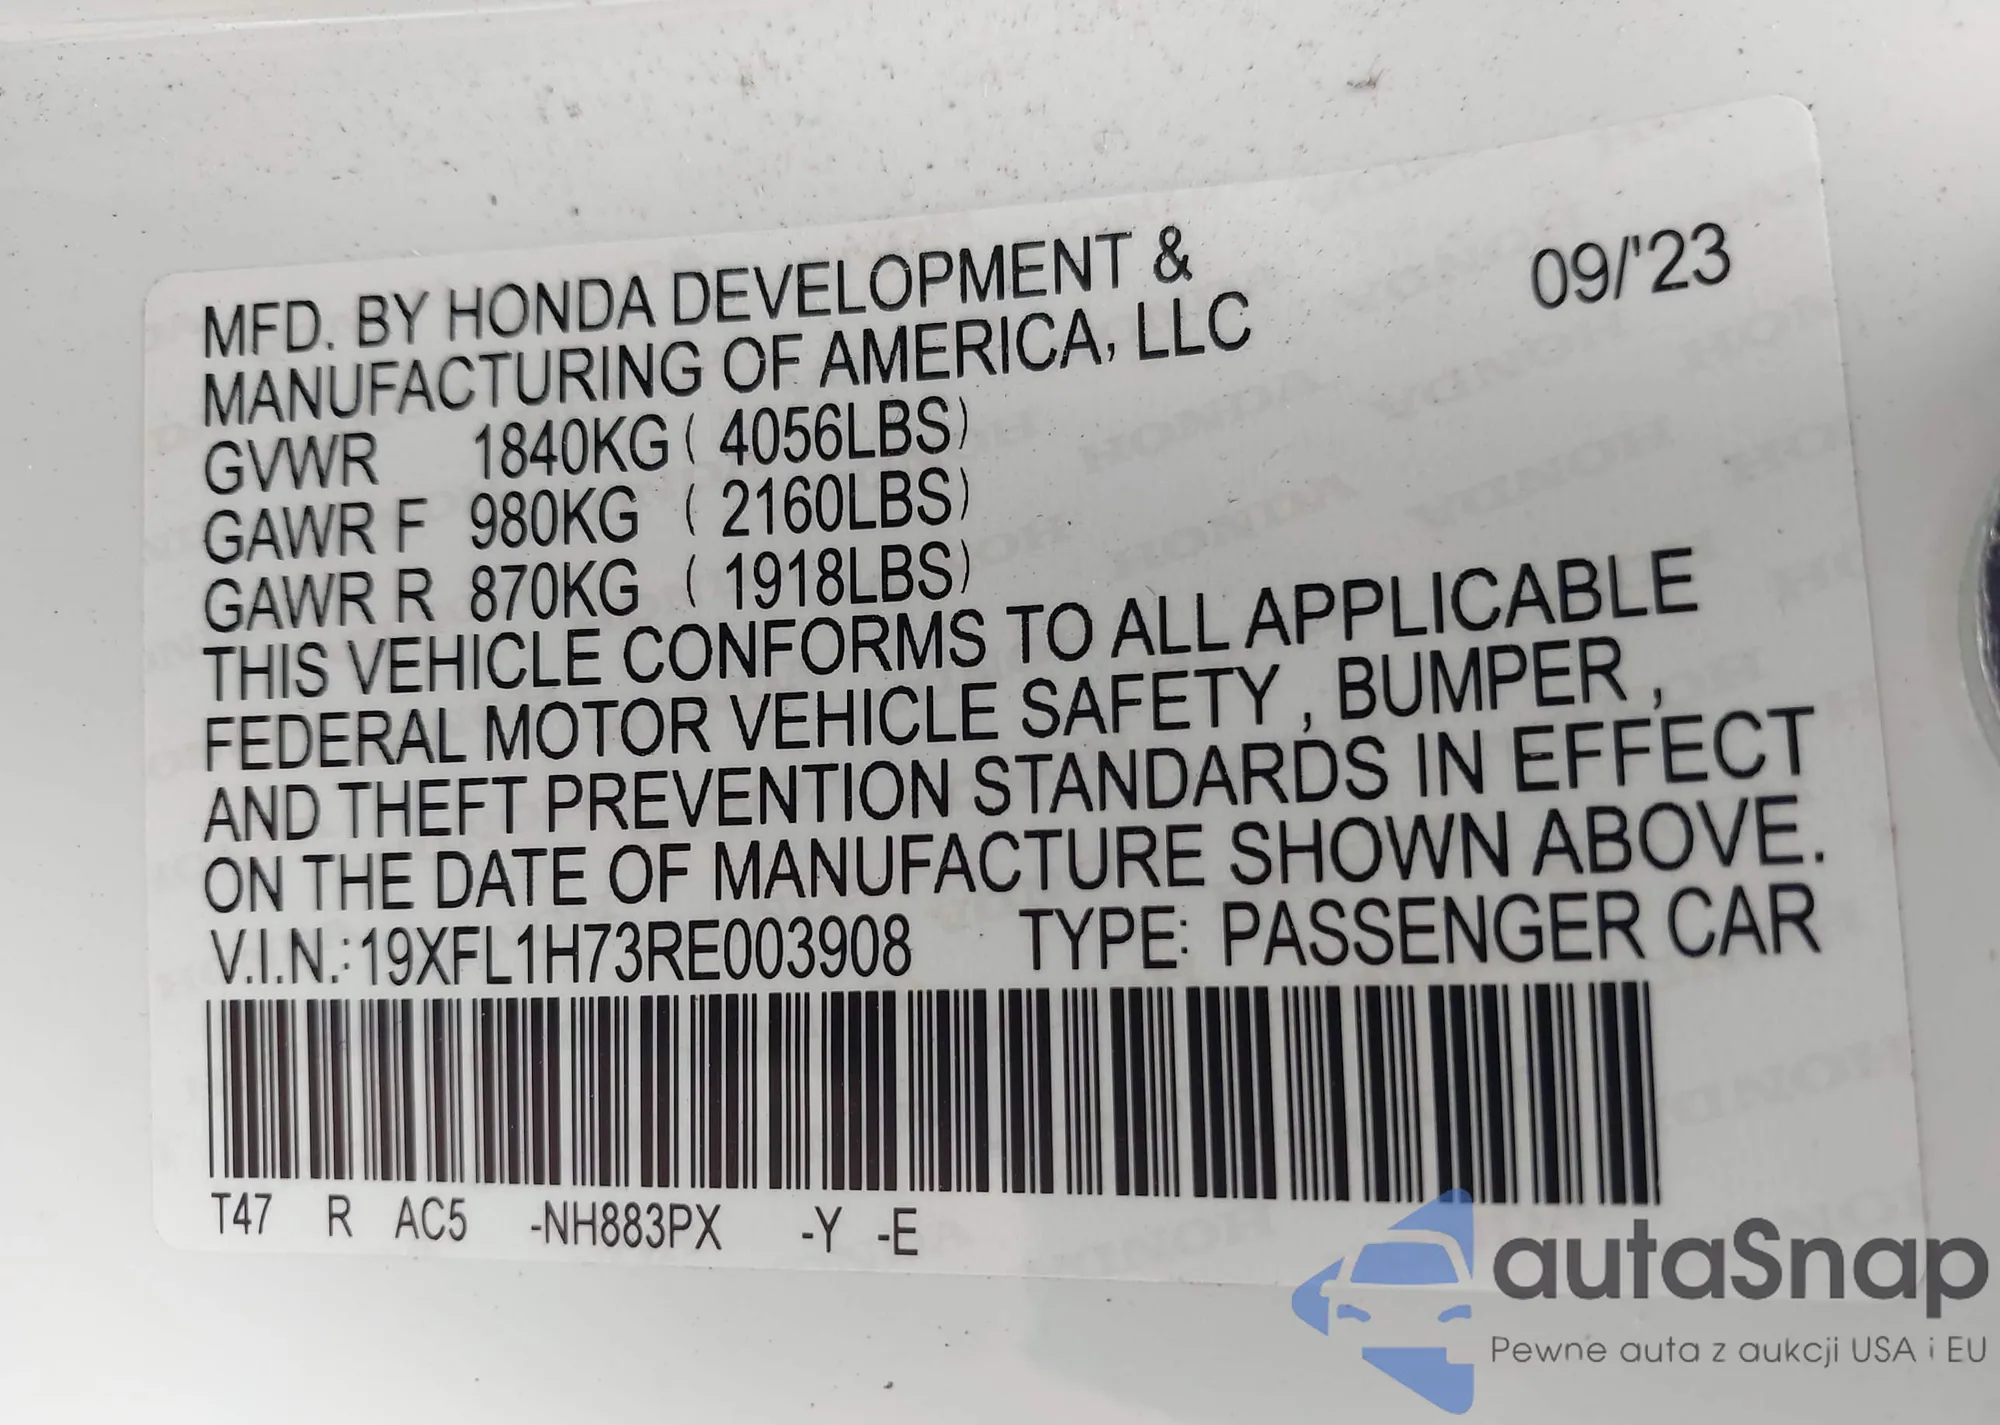 MFD. BY HONDA DEVELOPMENT &
MANUFACTURING OF AMERICA, LLC
09/'23
GVWR 1840KG ( 4056LBS)
GAWR F 980KG ( 2160LBS)
GAWR R 870KG ( 1918LBS)
THIS VEHICLE CONFORMS TO ALL APPLICABLE
FEDERAL MOTOR VEHICLE SAFETY , BUMPER ,
AND THEFT PREVENTION STANDARDS IN EFFECT
ON THE DATE OF MANUFACTURE SHOWN ABOVE.
V.I.N.:19XFL1H73RE003908 TYPE: PASSENGER CAR
T47 R AC5 -NH883PX -Y -E
autaSnap
Pewne auta z aukcji USA i EU